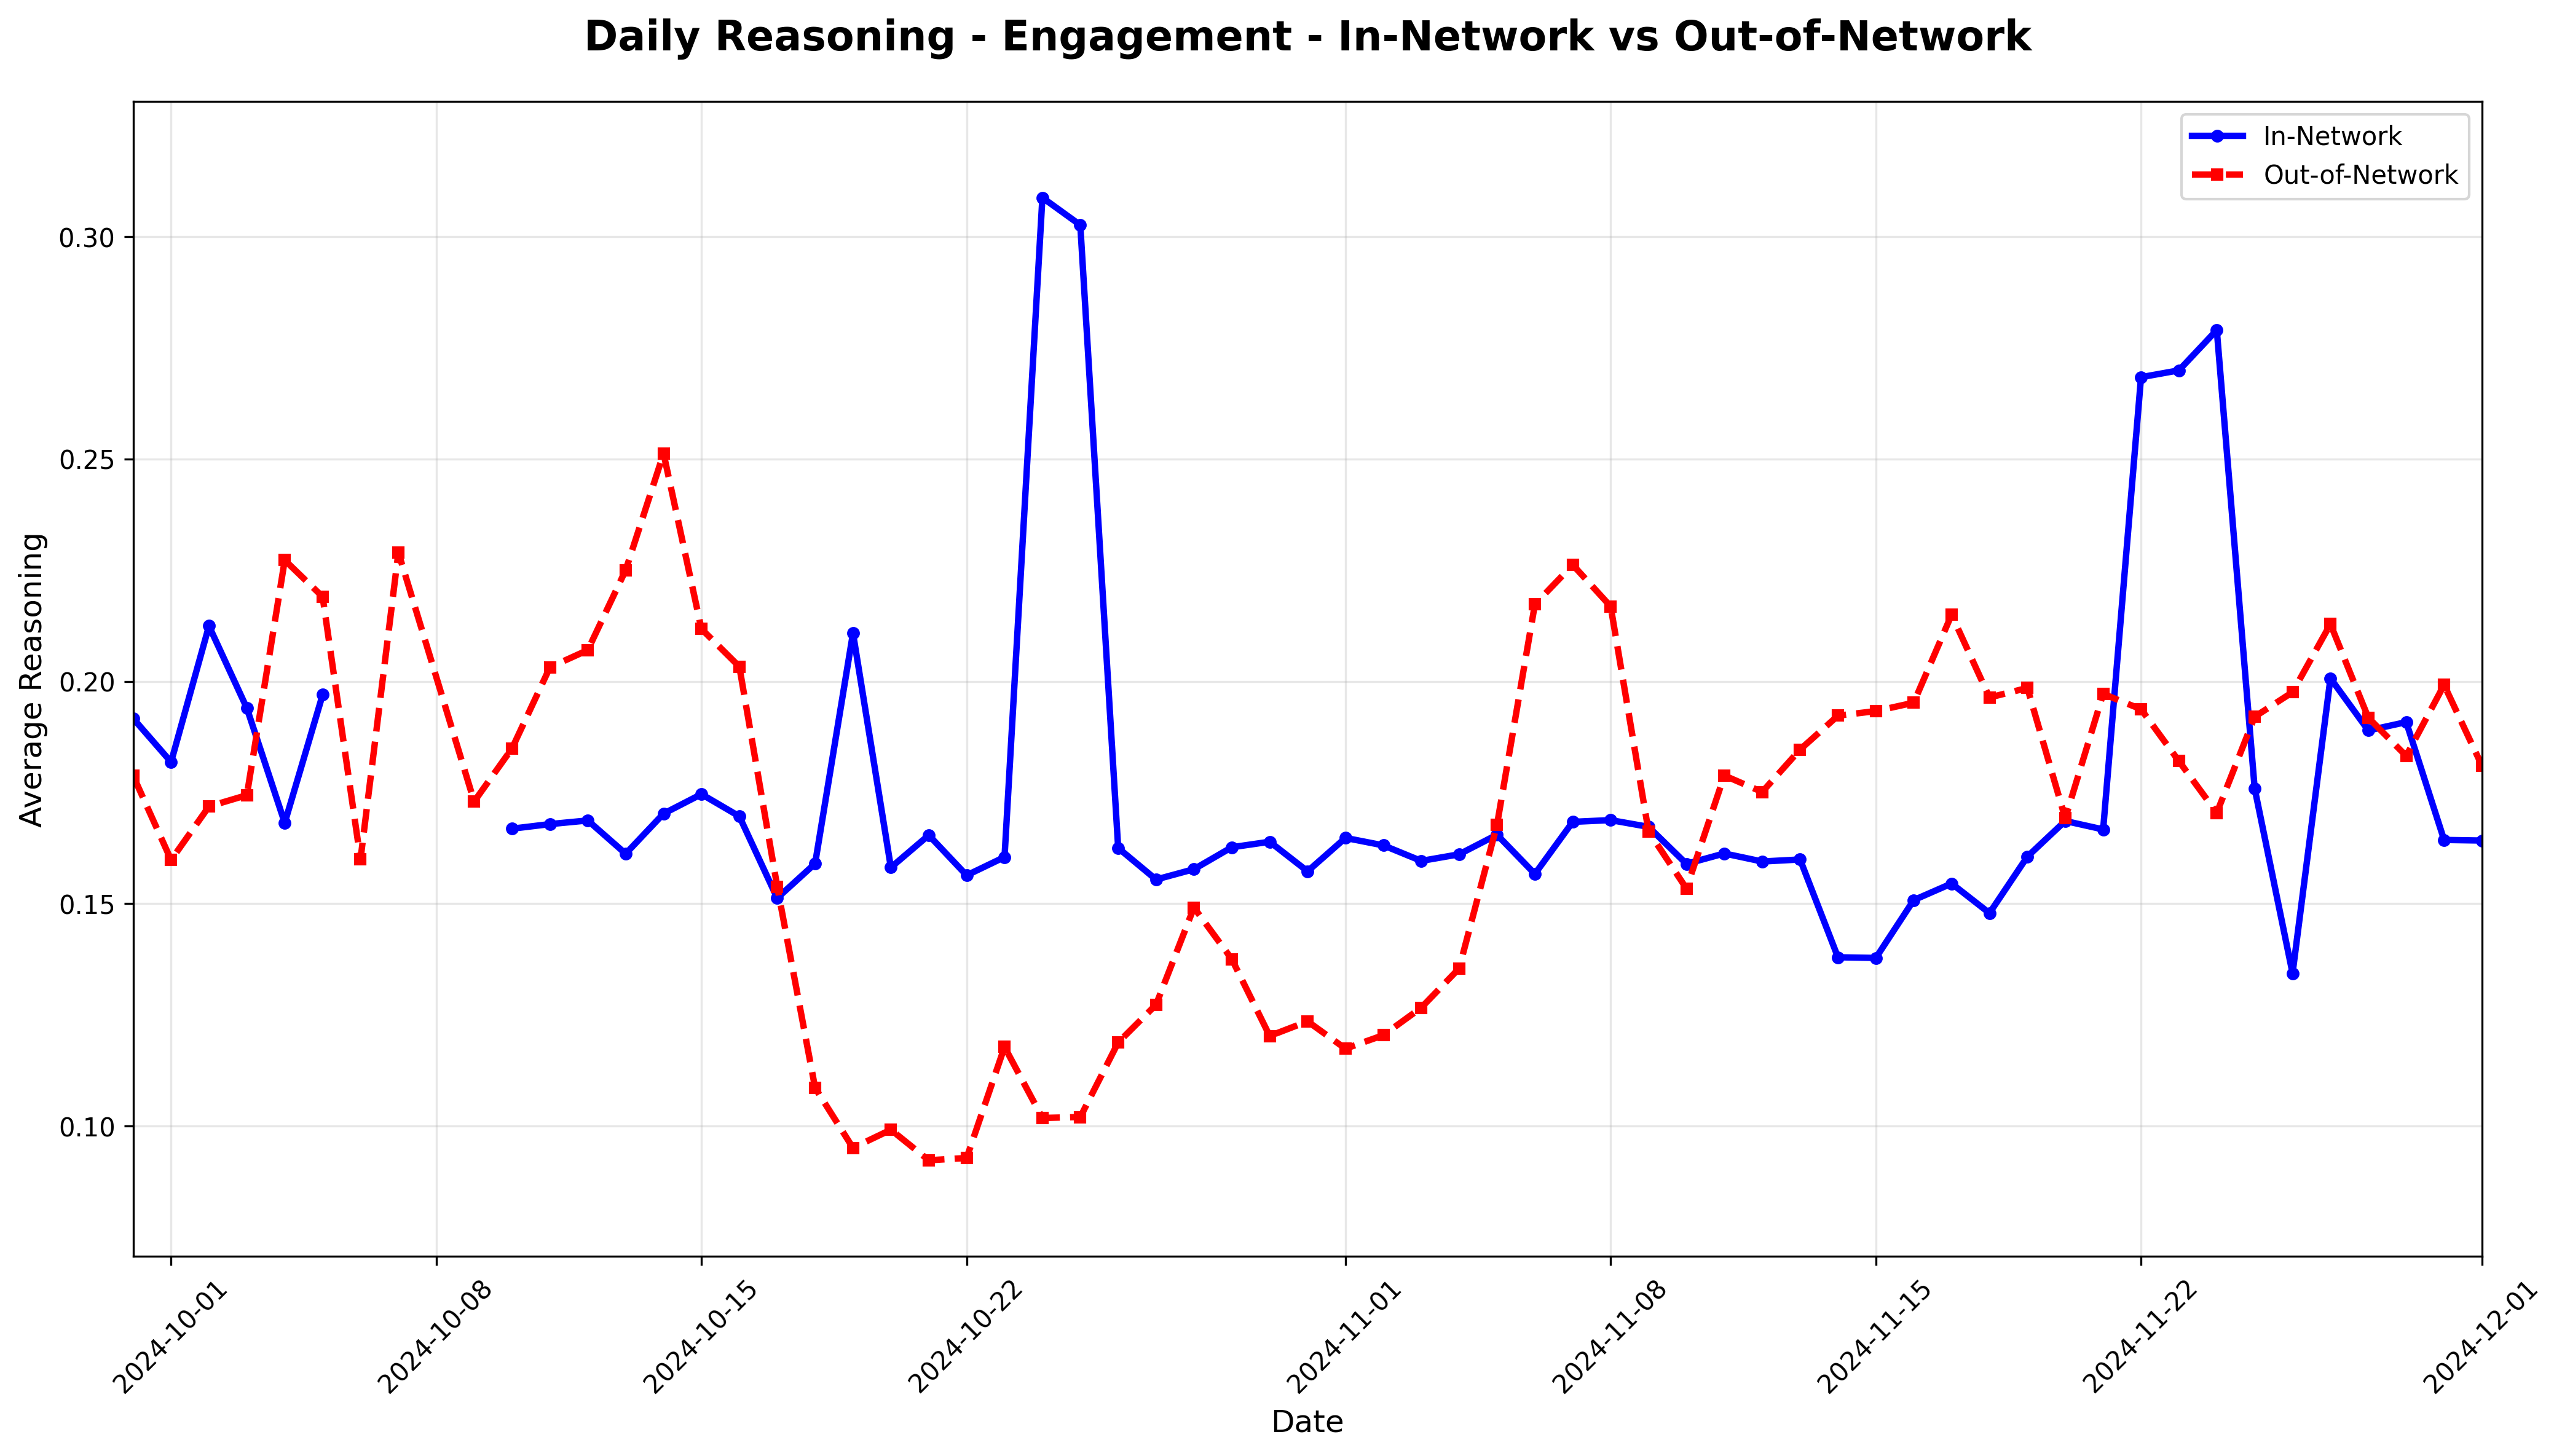 Daily Reasoning - Engagement - In-Network vs Out-of-Network
In-Network
Out-of-Network
Average Reasoning
0.30
0.25
0.20
0.15
0.10
2024-10-01
2024-10-08
2024-10-15
2024-10-22
2024-11-01
2024-11-08
2024-11-15
2024-11-22
2024-12-01
Date